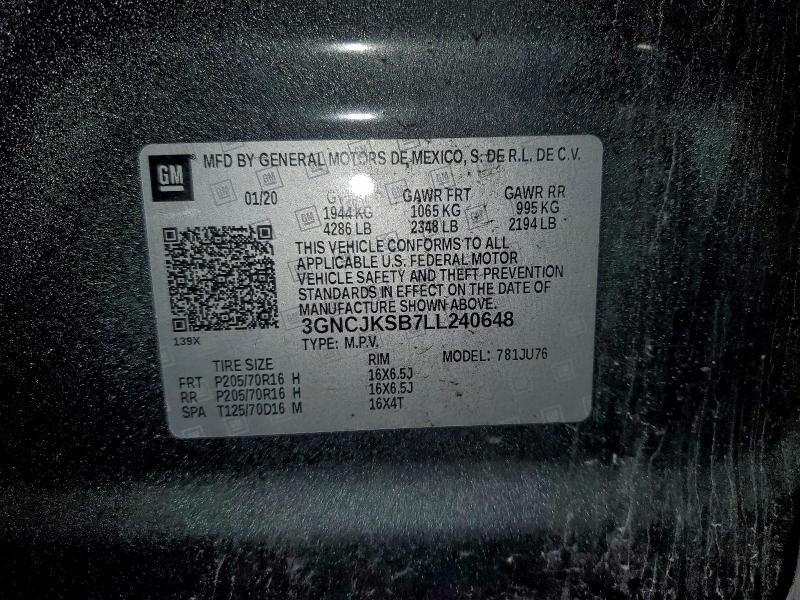 GM MFD BY GENERAL MOTORS DE MEXICO, S. DE R.L. DE C.V.
01/20 GAWR FRT GAWR RR
1944 KG 1065 KG 995 KG
4286 LB 2348 LB 2194 LB
THIS VEHICLE CONFORMS TO ALL
APPLICABLE U.S. FEDERAL MOTOR
VEHICLE SAFETY AND THEFT PREVENTION
STANDARDS IN EFFECT ON THE DATE OF
MANUFACTURE SHOWN ABOVE.
3GNCJKSB7LL240648
139X
TYPE: M.P.V. MODEL: 781JU76
TIRE SIZE RIM
FRT P205/70R16 H 16X6.5J
RR P205/70R16 H 16X6.5J
SPA T125/70D16 M 16X4T